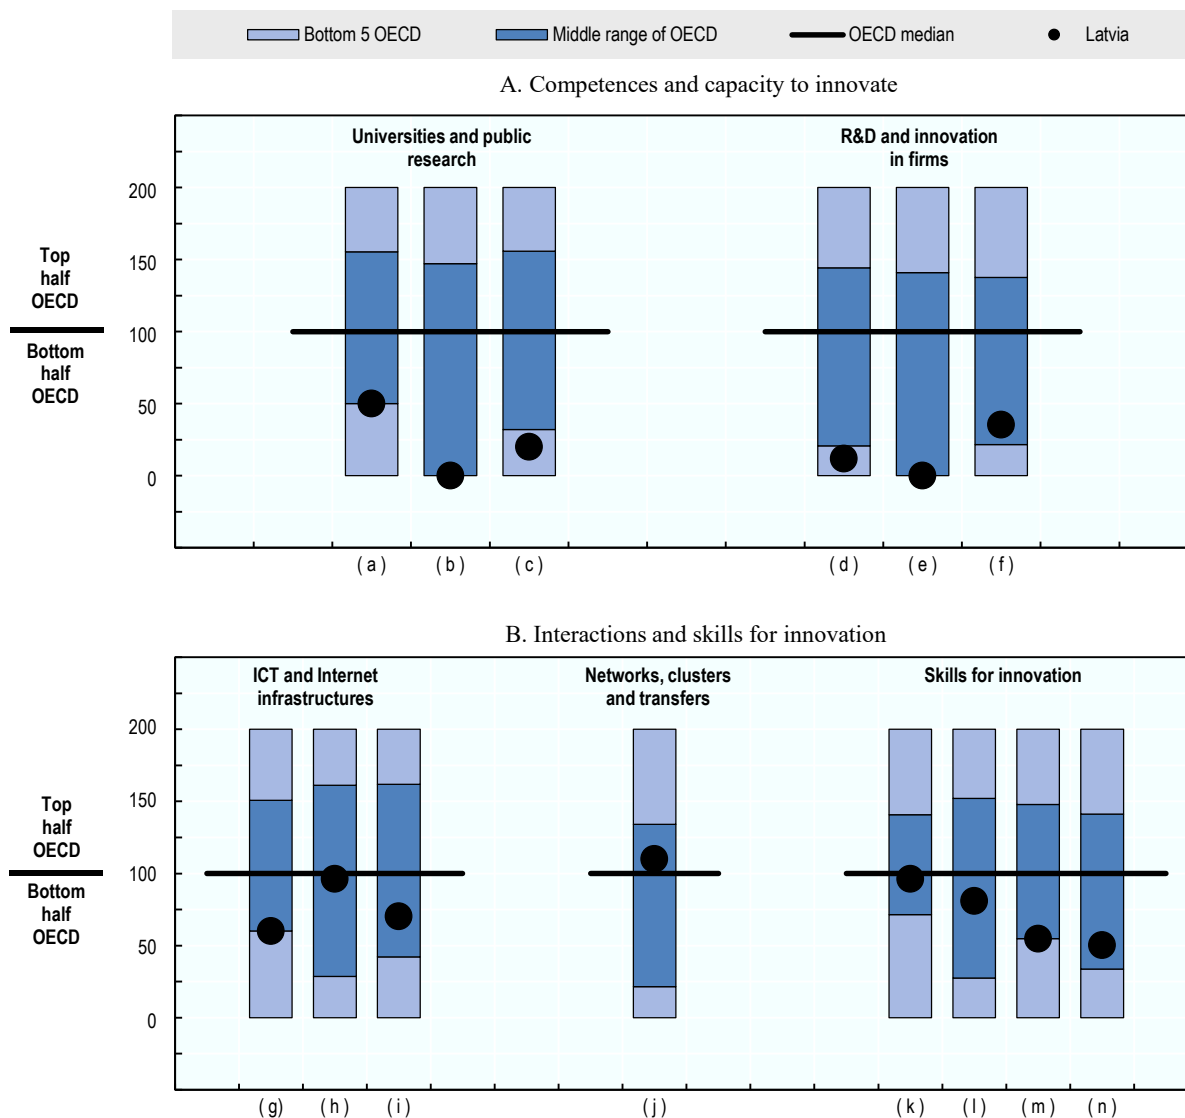 Bottom 5 OECD Middle range of OECD OECD median Latvia
A. Competences and capacity to innovate
Universities and public
research
R&D and innovation
in firms
200
150
100
50
0
Top
half
OECD
Bottom
half
OECD
( a ) ( b ) ( c ) ( d ) ( e ) ( f )
B. Interactions and skills for innovation
ICT and Internet
infrastructures
Networks, clusters
and transfers
Skills for innovation
200
150
100
50
0
Top
half
OECD
Bottom
half
OECD
( g ) ( h ) ( i ) ( j ) ( k ) ( l ) ( m ) ( n )